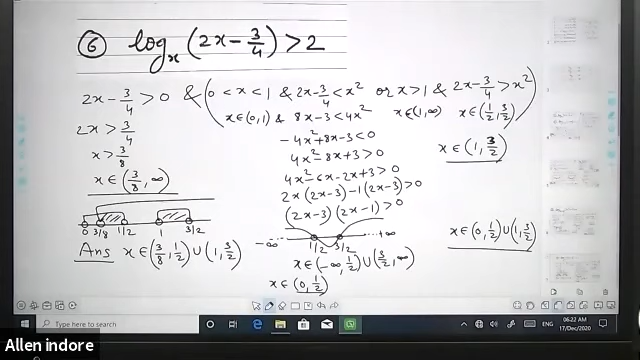 ⑥ log_x (2x - 3/4) > 2
2x - 3/4 > 0 & (0 < x < 1 & 2x - 3/4 < x² or x > 1 & 2x - 3/4 > x²)
x ∈ (0,1) & 8x - 3 < 4x² x ∈ (1, ∞) x ∈ (1/2, 3/2)
2x > 3/4
x > 3/8
x ∈ (3/8, ∞)
-4x² + 8x - 3 < 0
4x² - 8x + 3 > 0
4x² - 6x - 2x + 3 > 0
2x (2x-3) - 1 (2x-3) > 0
(2x-3) (2x-1) > 0
-∞ 1/2 3/2 +∞
x ∈ (-∞, 1/2) ∪ (3/2, ∞)
x ∈ (0, 1/2)
x ∈ (1, 3/2)
x ∈ (0, 1/2) ∪ (1, 3/2)
0 3/8 1/2 1 3/2
Ans x ∈ (3/8, 1/2) ∪ (1, 3/2)
Type here to search
ENG
06:22 AM
17/Dec/2020
Allen indore